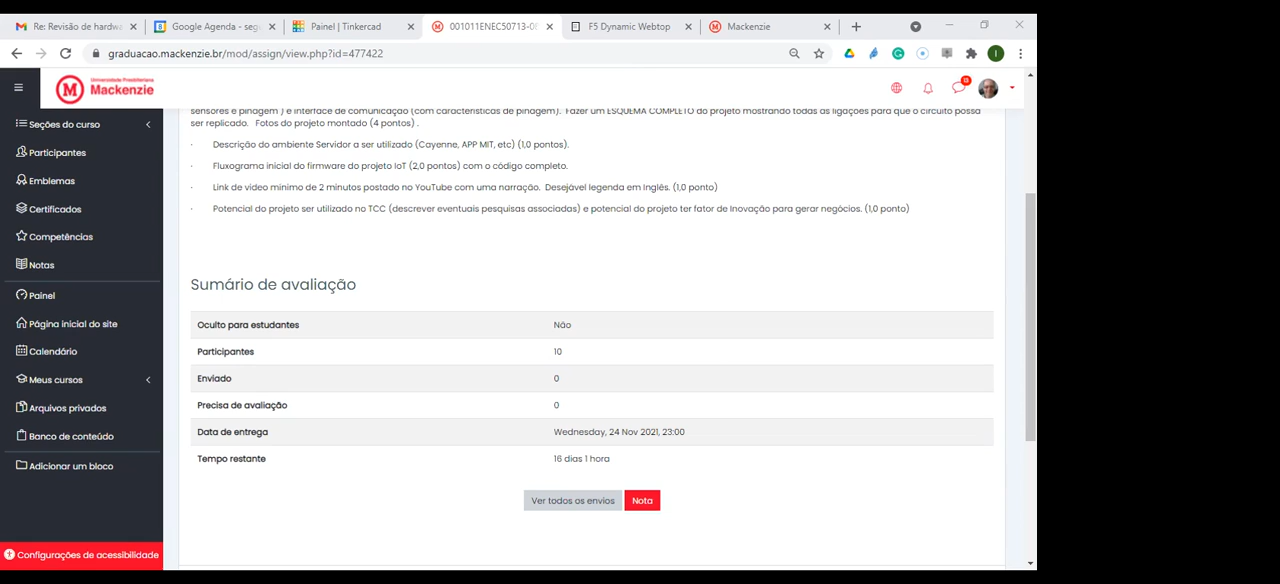 Re: Revisão de hardwa
Google Agenda - segu
Painel | Tinkercad
001011ENEC50713-08
F5 Dynamic Webtop
Mackenzie
graduacao.mackenzie.br/mod/assign/view.php?id=477422
Universidade Presbiteriana
Mackenzie
Seções do curso
Participantes
Emblemas
Certificados
Competências
Notas
Painel
Página inicial do site
Calendário
Meus cursos
Arquivos privados
Banco de conteúdo
Adicionar um bloco
Configurações de acessibilidade
sensores e pinagem ) e interface de comunicação (com características de pinagem). Fazer um ESQUEMA COMPLETO do projeto mostrando todas as ligações para que o circuito possa
ser replicado. Fotos do projeto montado (4 pontos) .
· Descrição do ambiente Servidor a ser utilizado (Cayenne, APP MIT, etc) (1,0 pontos).
· Fluxograma inicial do firmware do projeto IoT (2,0 pontos) com o código completo.
· Link de vídeo mínimo de 2 minutos postado no YouTube com uma narração. Desejável legenda em Inglês. (1,0 ponto)
· Potencial do projeto ser utilizado no TCC (descrever eventuais pesquisas associadas) e potencial do projeto ter fator de Inovação para gerar negócios. (1,0 ponto)
Sumário de avaliação
Oculto para estudantes Não
Participantes 10
Enviado 0
Precisa de avaliação 0
Data de entrega Wednesday, 24 Nov 2021, 23:00
Tempo restante 16 dias 1 hora
Ver todos os envios Nota